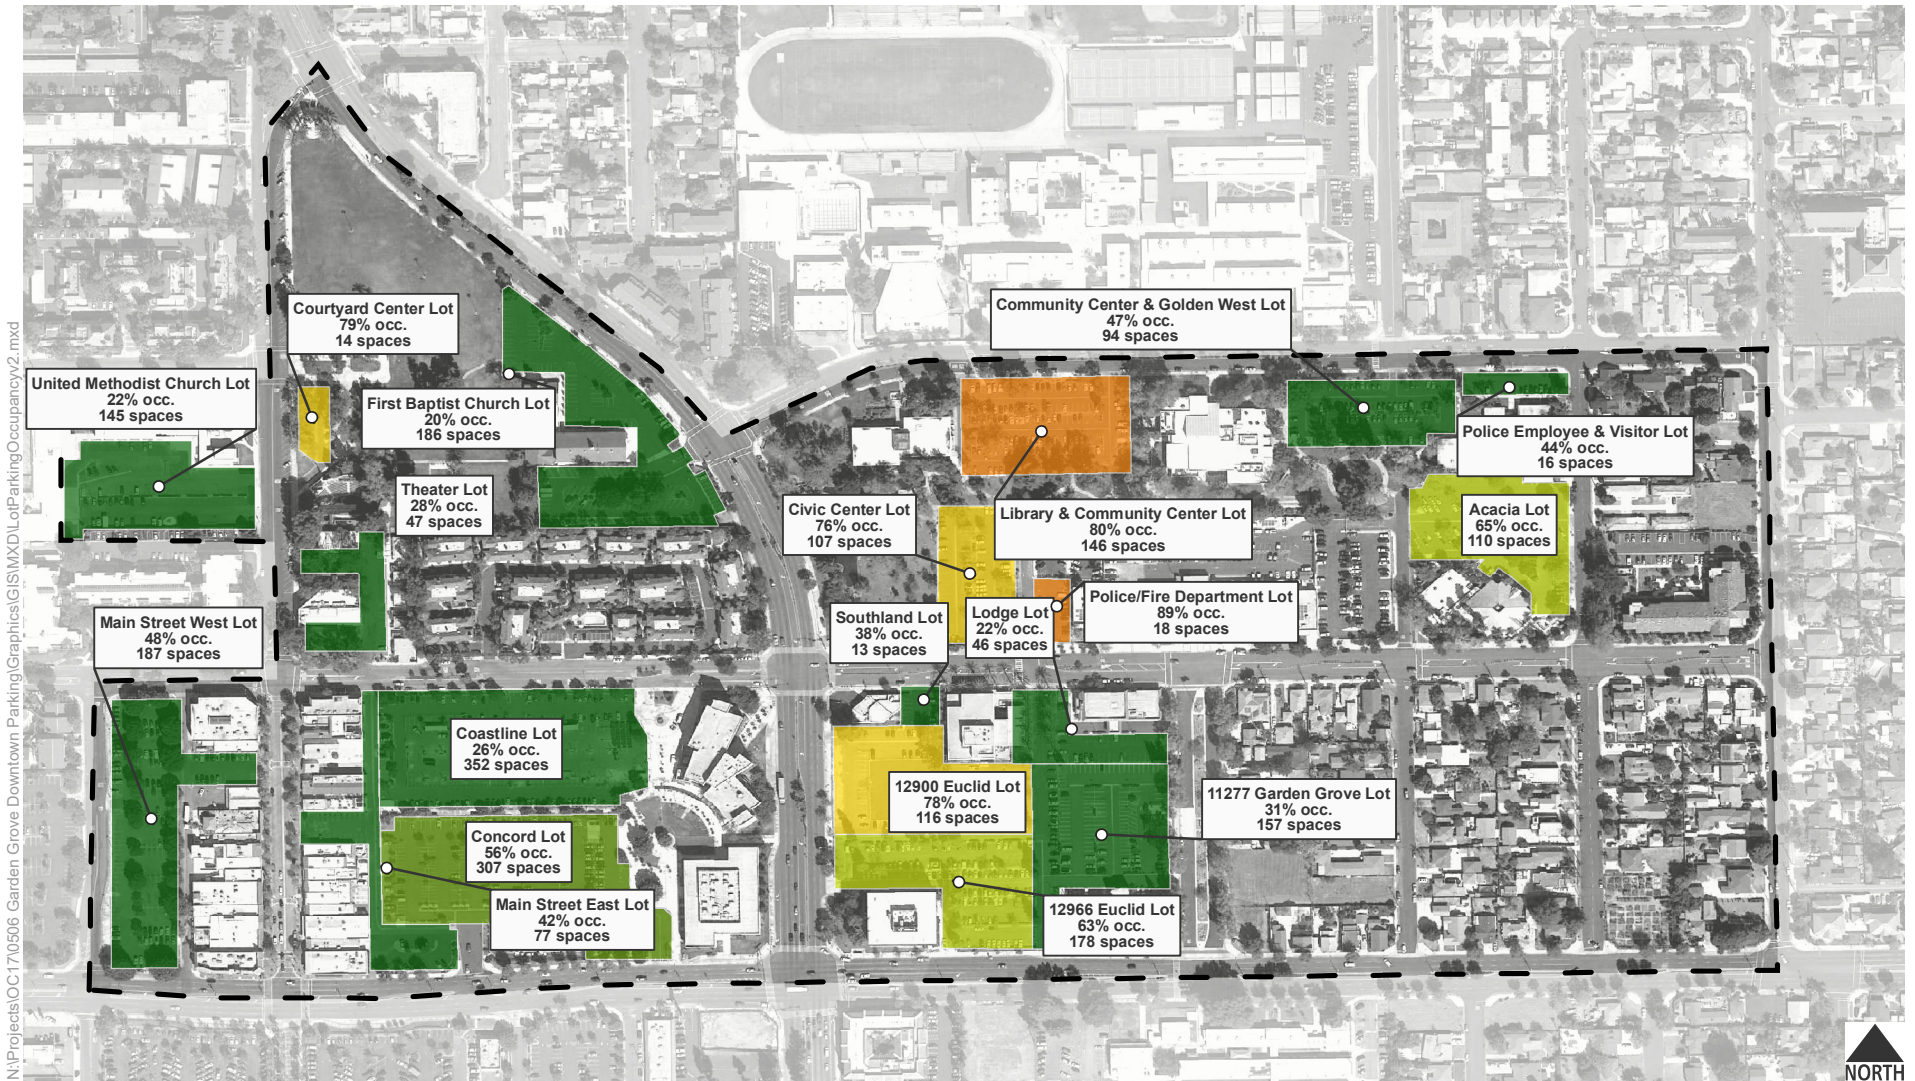 Courtyard Center Lot
79% occ.
14 spaces
Community Center & Golden West Lot
47% occ.
94 spaces
United Methodist Church Lot
22% occ.
145 spaces
First Baptist Church Lot
20% occ.
186 spaces
Police Employee & Visitor Lot
44% occ.
16 spaces
Theater Lot
28% occ.
47 spaces
Civic Center Lot
76% occ.
107 spaces
Library & Community Center Lot
80% occ.
146 spaces
Acacia Lot
65% occ.
110 spaces
Main Street West Lot
48% occ.
187 spaces
Southland Lot
38% occ.
13 spaces
Lodge Lot
22% occ.
46 spaces
Police/Fire Department Lot
89% occ.
18 spaces
Coastline Lot
26% occ.
352 spaces
12900 Euclid Lot
78% occ.
116 spaces
11277 Garden Grove Lot
31% occ.
157 spaces
Concord Lot
56% occ.
307 spaces
Main Street East Lot
42% occ.
77 spaces
12966 Euclid Lot
63% occ.
178 spaces
N:\Projects\OC17\0506 Garden Grove Downtown Parking\Graphics\GIS\MXD\LotParkingOccupancyv2.mxd
NORTH